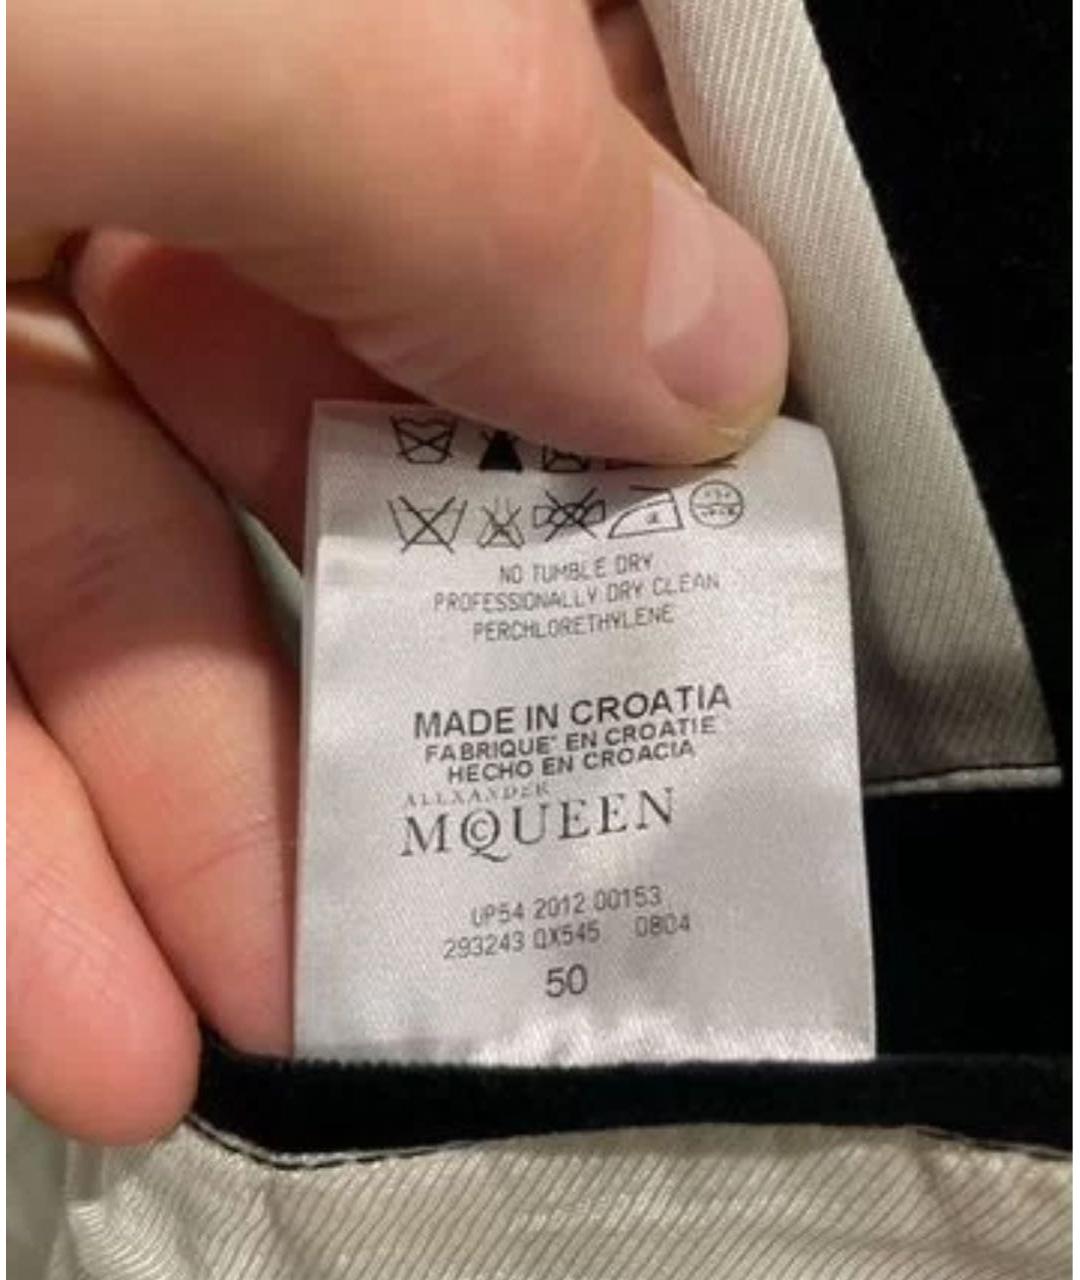 NO TUMBLE DRY
PROFESSIONALLY DRY CLEAN
PERCHLORETHYLENE
MADE IN CROATIA
FABRIQUE' EN CROATIE
HECHO EN CROACIA
ALEXANDER
MCQUEEN
UP54 2012 00153
293243 QX545 0804
50